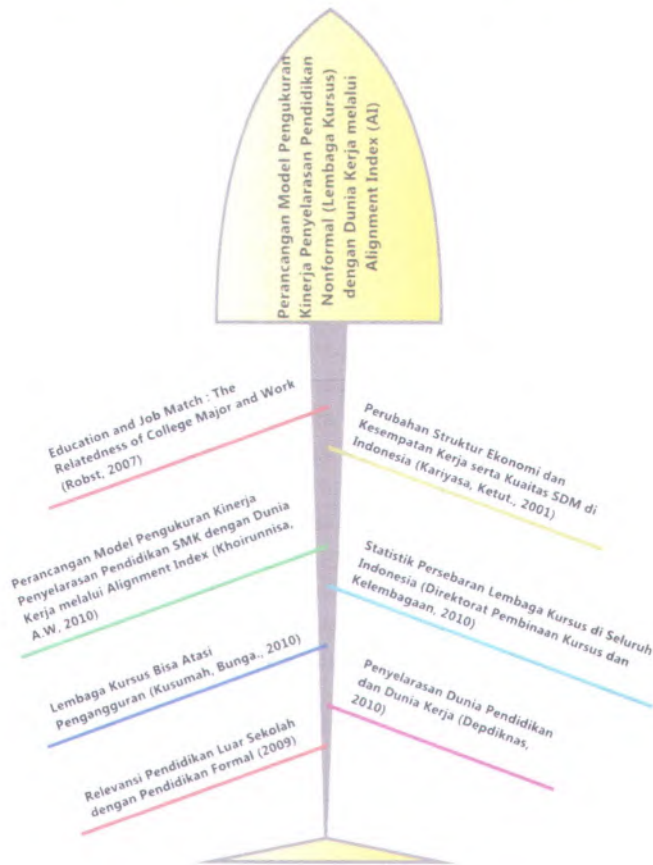 Perancangan Model Pengukuran
Kinerja Penyelarasan Pendidikan
Nonformal (Lembaga Kursus)
dengan Dunia Kerja melalui
Alignment Index (AI)
Education and Job Match : The
Relatedness of College Major and Work
(Robst, 2007)
Perubahan Struktur Ekonomi dan
Kesempatan Kerja serta Kuaitas SDM di
Indonesia (Kariyasa, Ketut., 2001)
Perancangan Model Pengukuran Kinerja
Penyelarasan Pendidikan SMK dengan Dunia
Kerja melalui Alignment Index (Khoirunnisa,
A.W, 2010)
Statistik Persebaran Lembaga Kursus di Seluruh
Indonesia (Direktorat Pembinaan Kursus dan
Kelembagaan, 2010)
Lembaga Kursus Bisa Atasi
Pengangguran (Kusumah, Bunga., 2010)
Penyelarasan Dunia Pendidikan
dan Dunia Kerja (Depdiknas,
2010)
Relevansi Pendidikan Luar Sekolah
dengan Pendidikan Formal (2009)